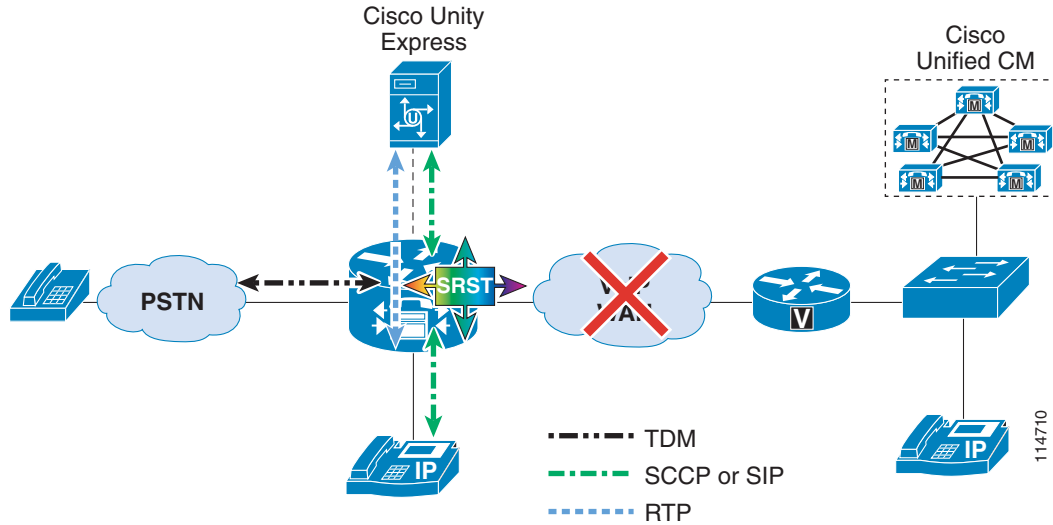 Cisco Unity
Express
Cisco
Unified CM
M
M
M
M
M
U
PSTN
SRST
V
IP
IP
TDM
SCCP or SIP
RTP
114710